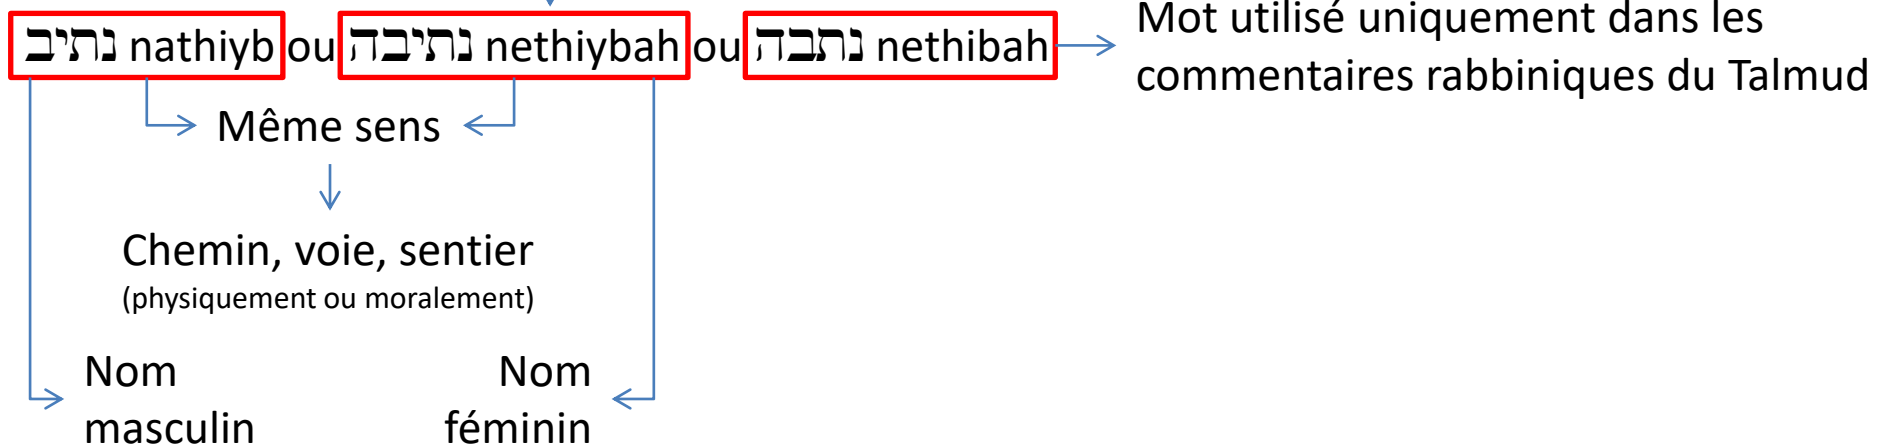 נתיב nathiyb ou נתיבה nethiybah ou נתבה nethibah
Mot utilisé uniquement dans les
commentaires rabbiniques du Talmud
Même sens
Chemin, voie, sentier
(physiquement ou moralement)
Nom
masculin
Nom
féminin